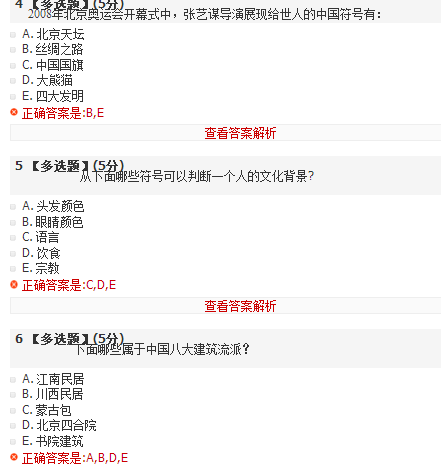 4 【多选题】(5分)
2008年北京奥运会开幕式中，张艺谋导演展现给世人的中国符号有：
A. 北京天坛
B. 丝绸之路
C. 中国国旗
D. 大熊猫
E. 四大发明
正确答案是:B,E
查看答案解析
5 【多选题】(5分)
从下面哪些符号可以判断一个人的文化背景?
A. 头发颜色
B. 眼睛颜色
C. 语言
D. 饮食
E. 宗教
正确答案是:C,D,E
查看答案解析
6 【多选题】(5分)
下面哪些属于中国八大建筑流派？
A. 江南民居
B. 川西民居
C. 蒙古包
D. 北京四合院
E. 书院建筑
正确答案是:A,B,D,E